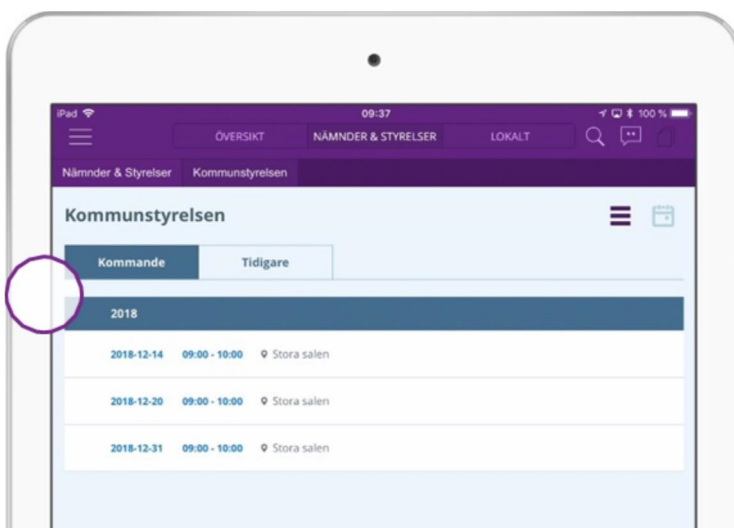 iPad 09:37 100 %
ÖVERSIKT NÄMNDER & STYRELSER LOKALT
Nämnder & Styrelser Kommunstyrelsen
Kommunstyrelsen
Kommande Tidigare
2018
2018-12-14 09:00 - 10:00 Stora salen
2018-12-20 09:00 - 10:00 Stora salen
2018-12-31 09:00 - 10:00 Stora salen